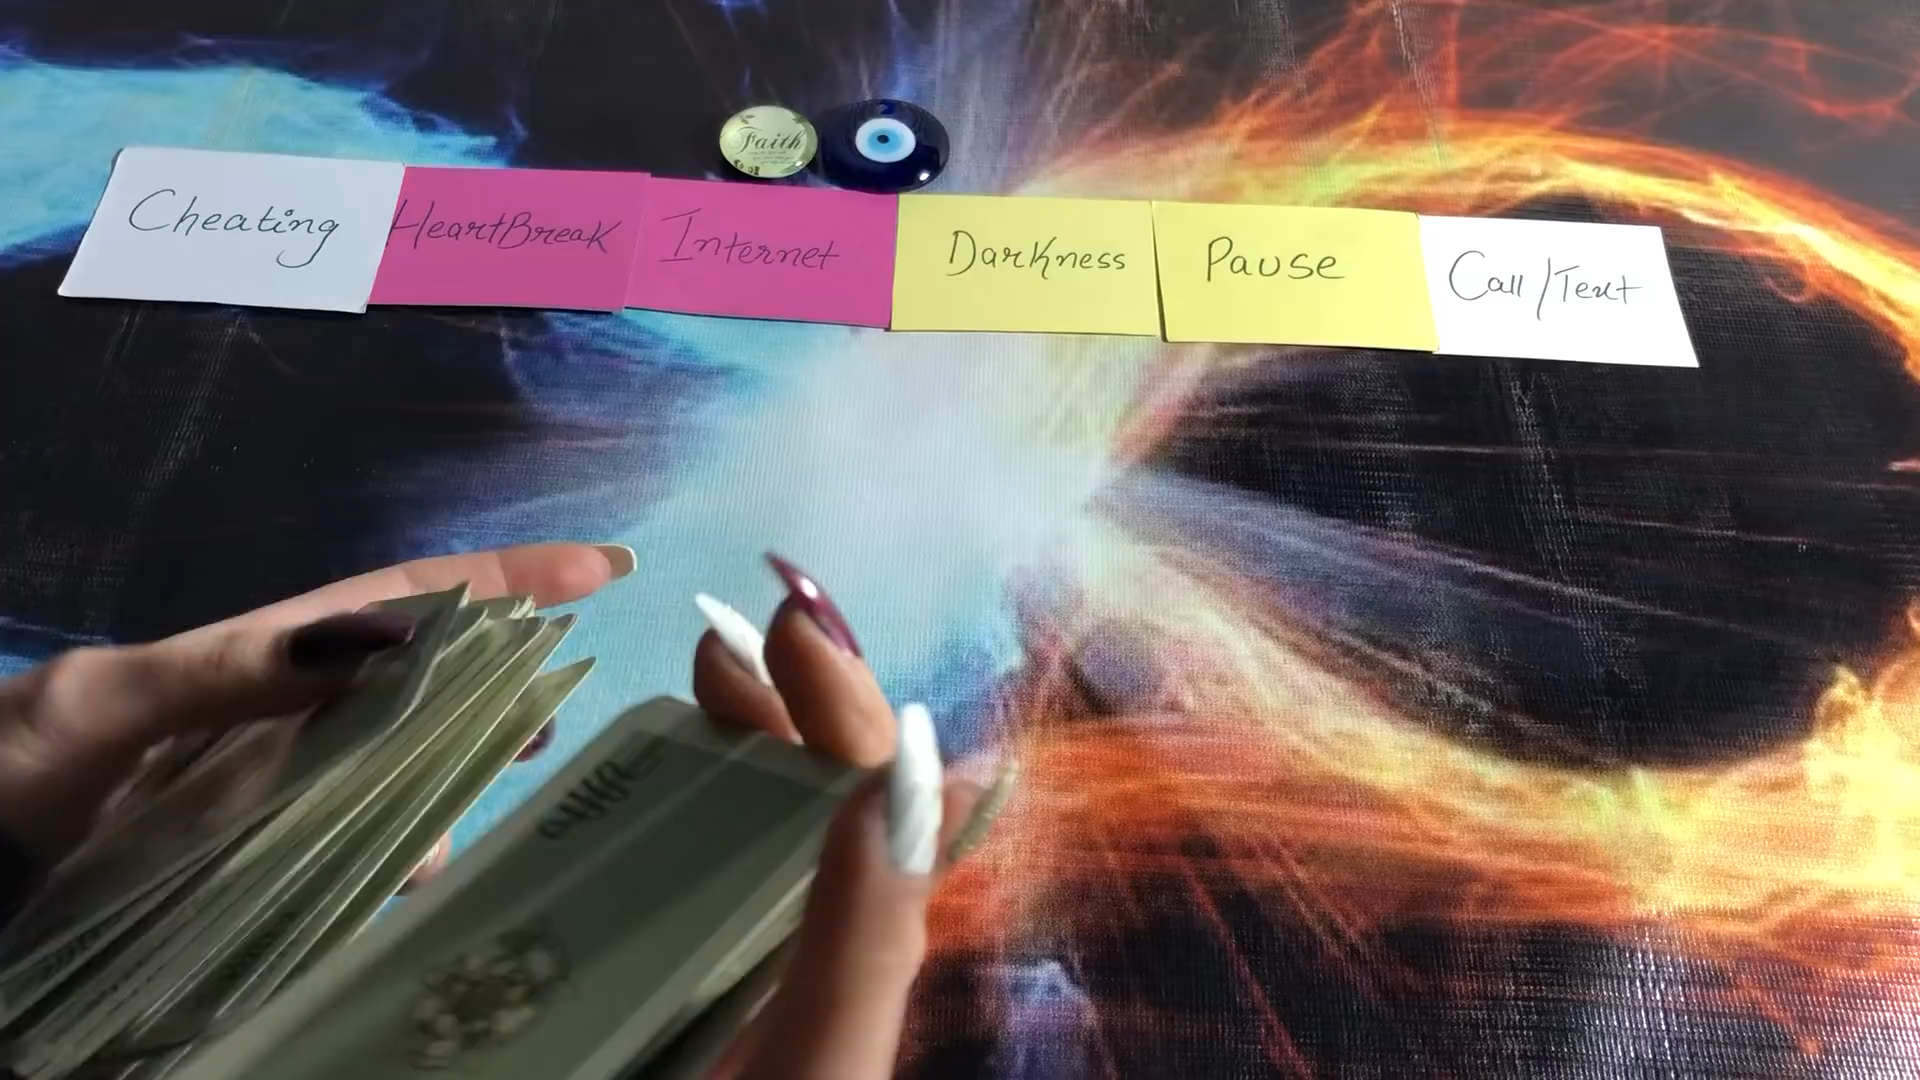 Faith
Cheating
HeartBreak
Internet
Darkness
Pause
Call/Text